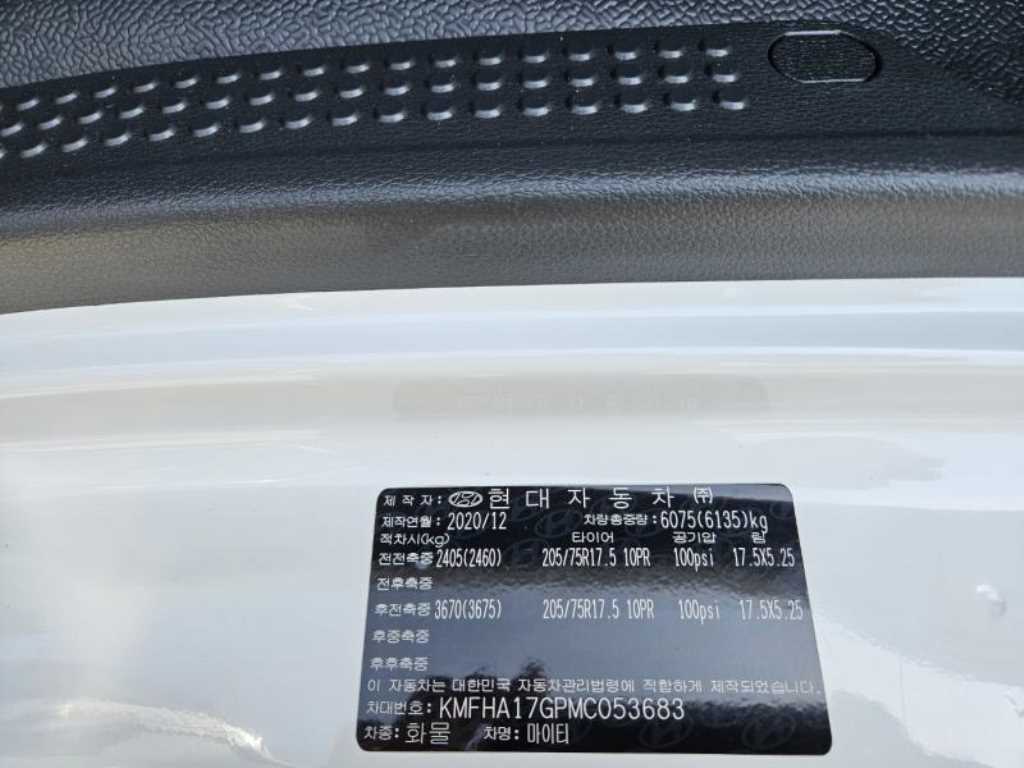 제작자: 현대자동차 ㈜
제작연월: 2020/12 차량총중량: 6075(6135)kg
적차시(kg) 타이어 공기압 림
전전축중 2405(2460) 205/75R17.5 10PR 100psi 17.5X5.25
전후축중
후전축중 3670(3675) 205/75R17.5 10PR 100psi 17.5X5.25
후중축중
후후축중
이 자동차는 대한민국 자동차관리법령에 적합하게 제작되었습니다.
차대번호: KMFHA17GPMC053683
차종: 화물 차명: 마이티